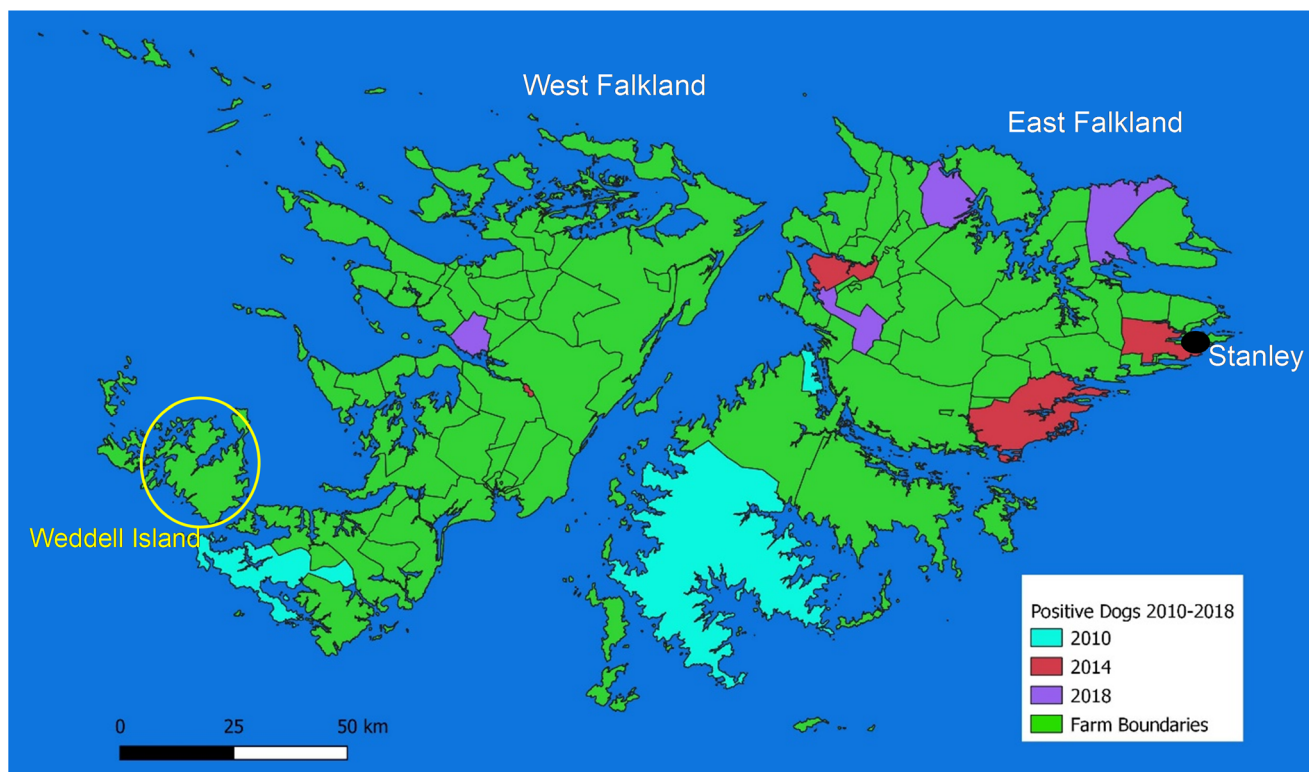 West Falkland
East Falkland
Stanley
Weddell Island
Positive Dogs 2010-2018
2010
2014
2018
Farm Boundaries
0 25 50 km